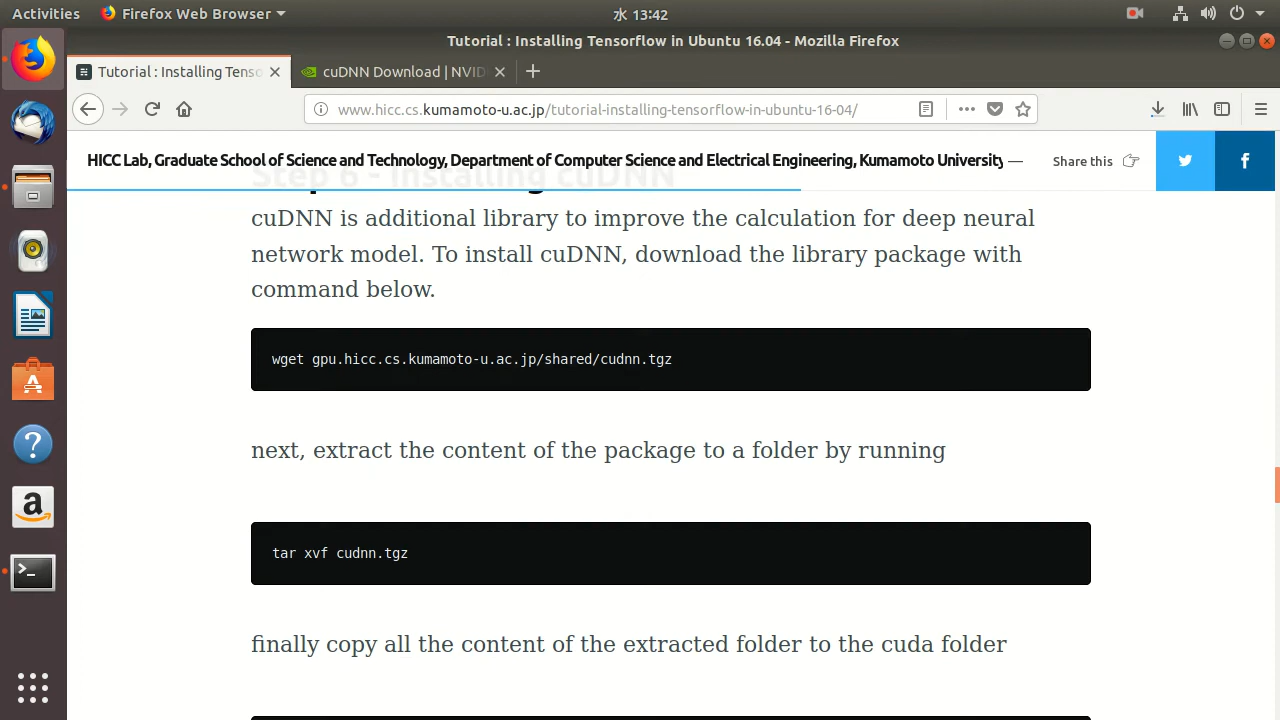 Activities
Firefox Web Browser
水 13:42
Tutorial : Installing Tensorflow in Ubuntu 16.04 - Mozilla Firefox
Tutorial : Installing Tenso
cuDNN Download | NVID
www.hicc.cs.kumamoto-u.ac.jp/tutorial-installing-tensorflow-in-ubuntu-16-04/
HICC Lab, Graduate School of Science and Technology, Department of Computer Science and Electrical Engineering, Kumamoto University —
Share this
Step 6 - Installing cuDNN
cuDNN is additional library to improve the calculation for deep neural
network model. To install cuDNN, download the library package with
command below.
wget gpu.hicc.cs.kumamoto-u.ac.jp/shared/cudnn.tgz
next, extract the content of the package to a folder by running
tar xvf cudnn.tgz
finally copy all the content of the extracted folder to the cuda folder